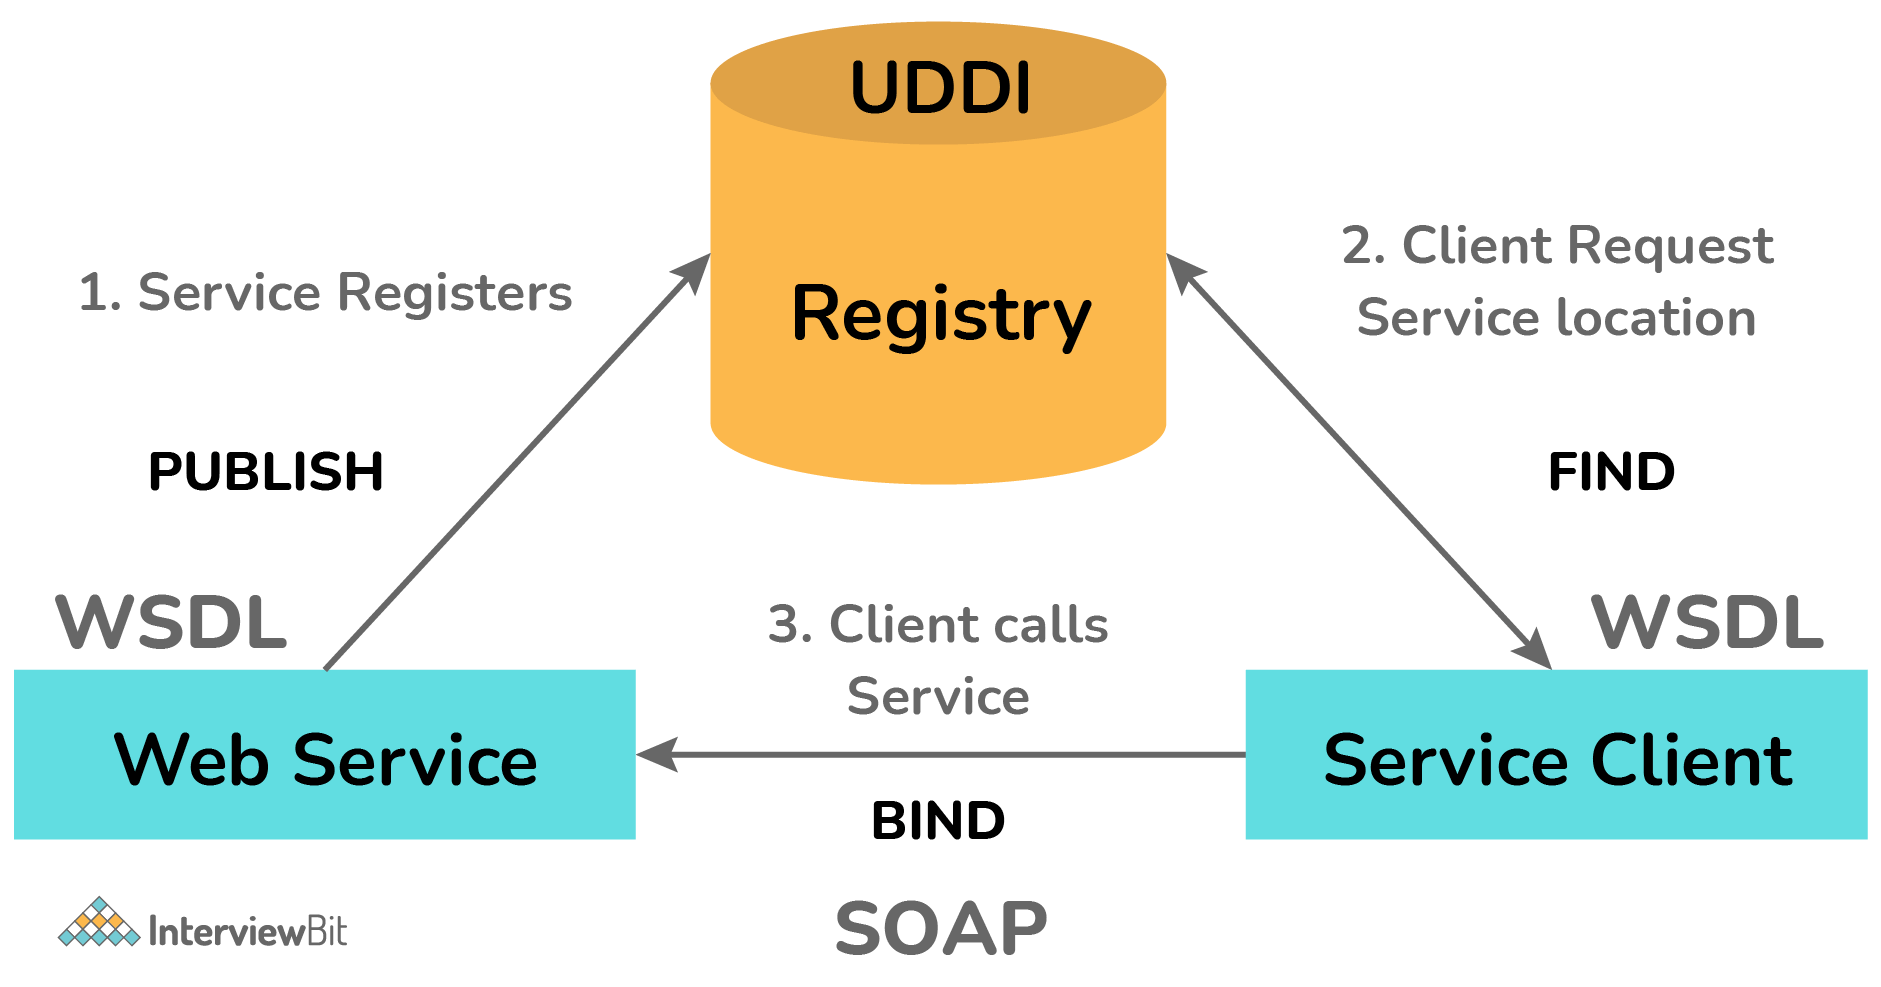 UDDI
Registry
1. Service Registers
2. Client Request
Service location
PUBLISH
FIND
WSDL
WSDL
3. Client calls
Service
Web Service
Service Client
BIND
SOAP
InterviewBit